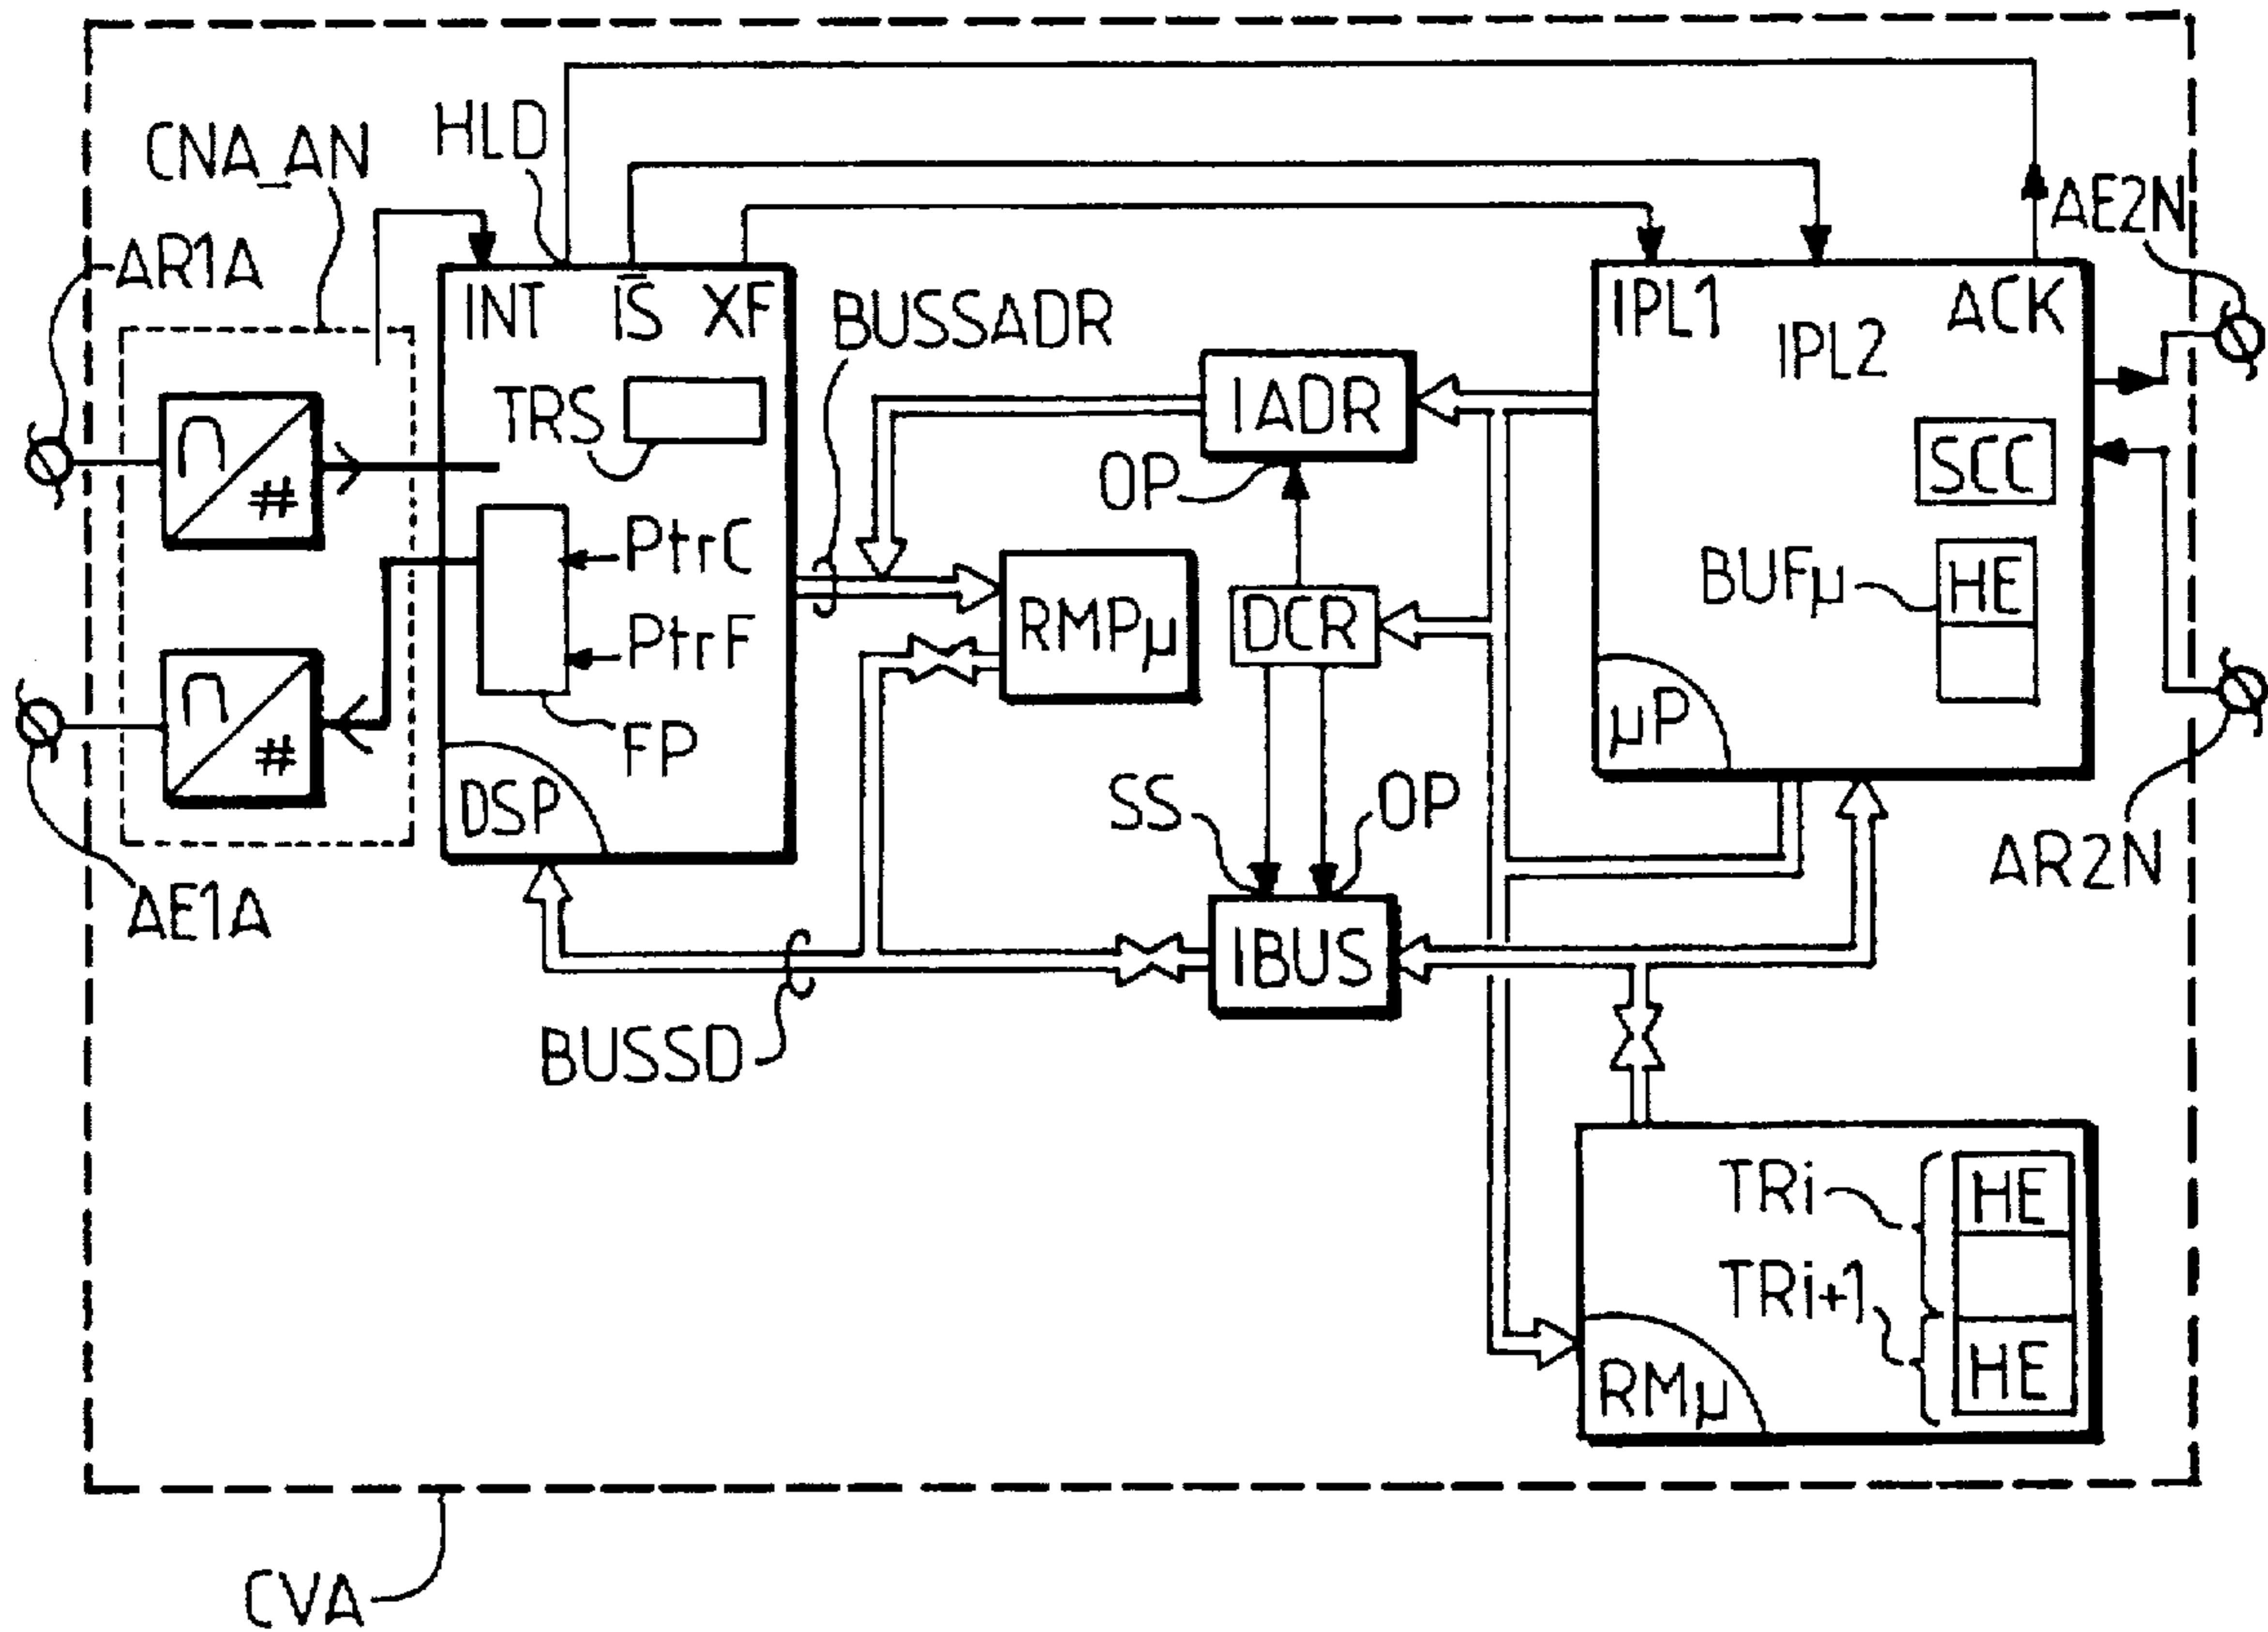 HLD
CNA_AN
AE2N
AR1A
INT
IS
XF
BUSSADR
IPL1
IPL2
ACK
TRS
IADR
SCC
#
OP
PtrC
BUFμ
HE
RMPμ
DCR
PtrF
μP
#
FP
DSP
SS
OP
AR2N
AE1A
IBUS
BUSSD
TRi
HE
TRi+1
HE
RMμ
CVA